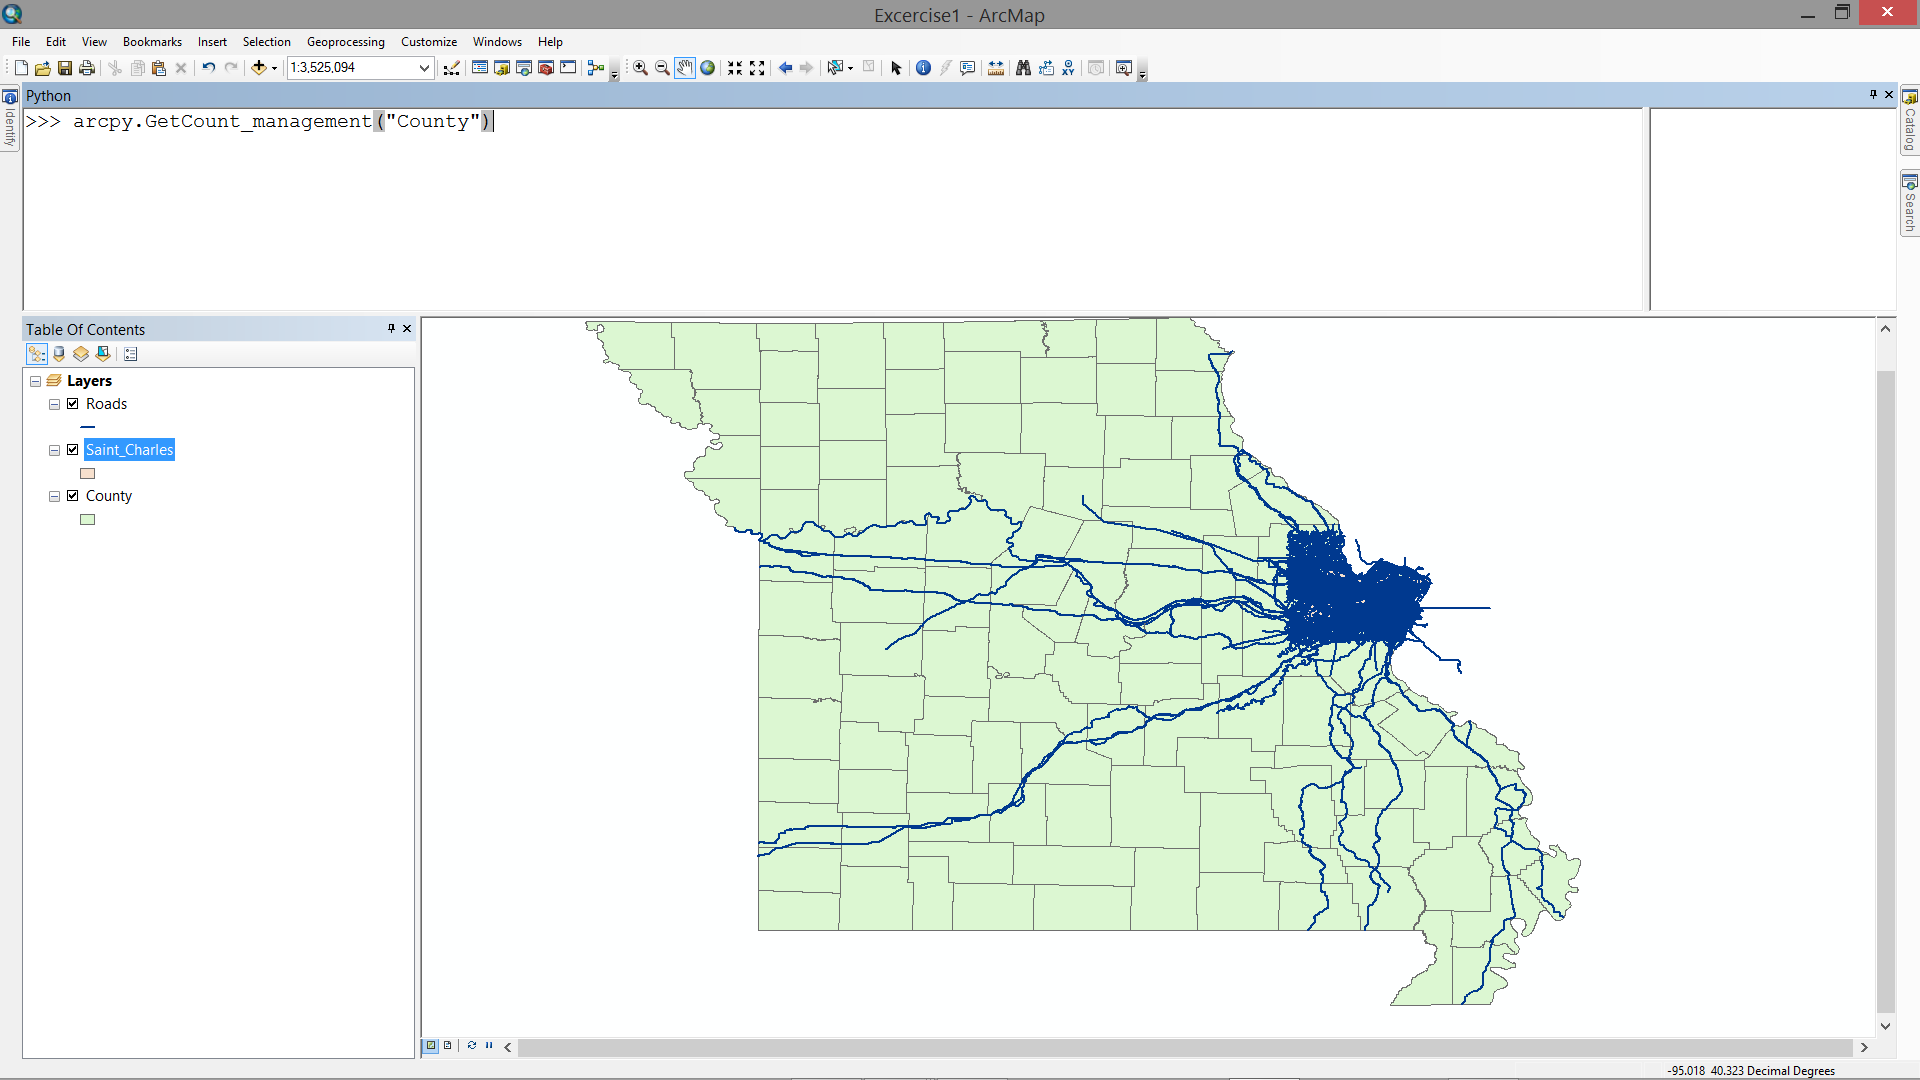 Excercise1 - ArcMap
File Edit View Bookmarks Insert Selection Geoprocessing Customize Windows Help
1:3,525,094
Python
Identify
>>> arcpy.GetCount_management("County")
Catalog
Search
Table Of Contents
Layers
Roads
Saint_Charles
County
-95.018 40.323 Decimal Degrees